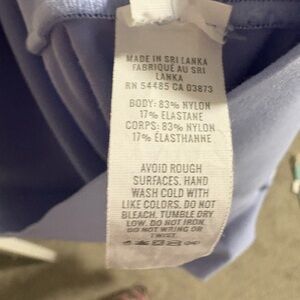 MADE IN SRI LANKA
FABRIQUÉ AU SRI
LANKA
RN 54485 CA 03873
BODY: 83% NYLON
17% ELASTANE
CORPS: 83% NYLON
17% ÉLASTHANNE
AVOID ROUGH
SURFACES. HAND
WASH COLD WITH
LIKE COLORS. DO NOT
BLEACH. TUMBLE DRY
LOW. DO NOT IRON.
DO NOT WRING OR
TWIST.